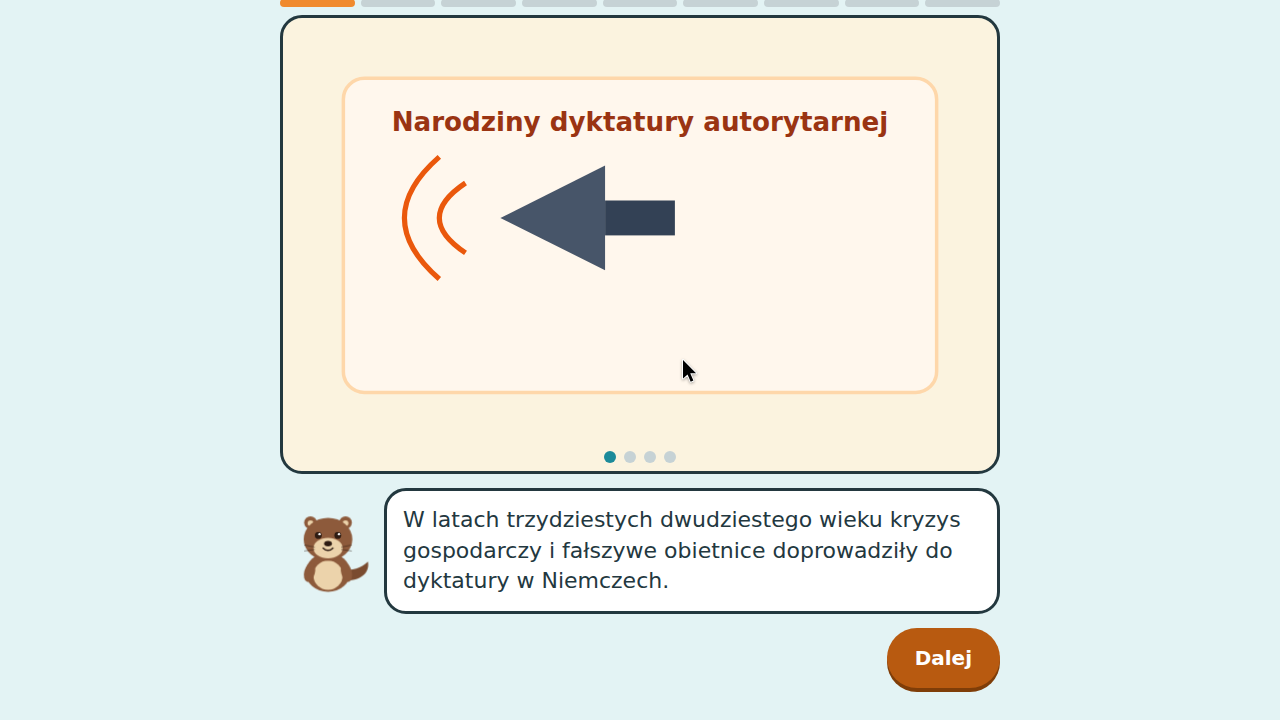 Narodziny dyktatury autorytarnej
W latach trzydziestych dwudziestego wieku kryzys
gospodarczy i fałszywe obietnice doprowadziły do
dyktatury w Niemczech.
Dalej